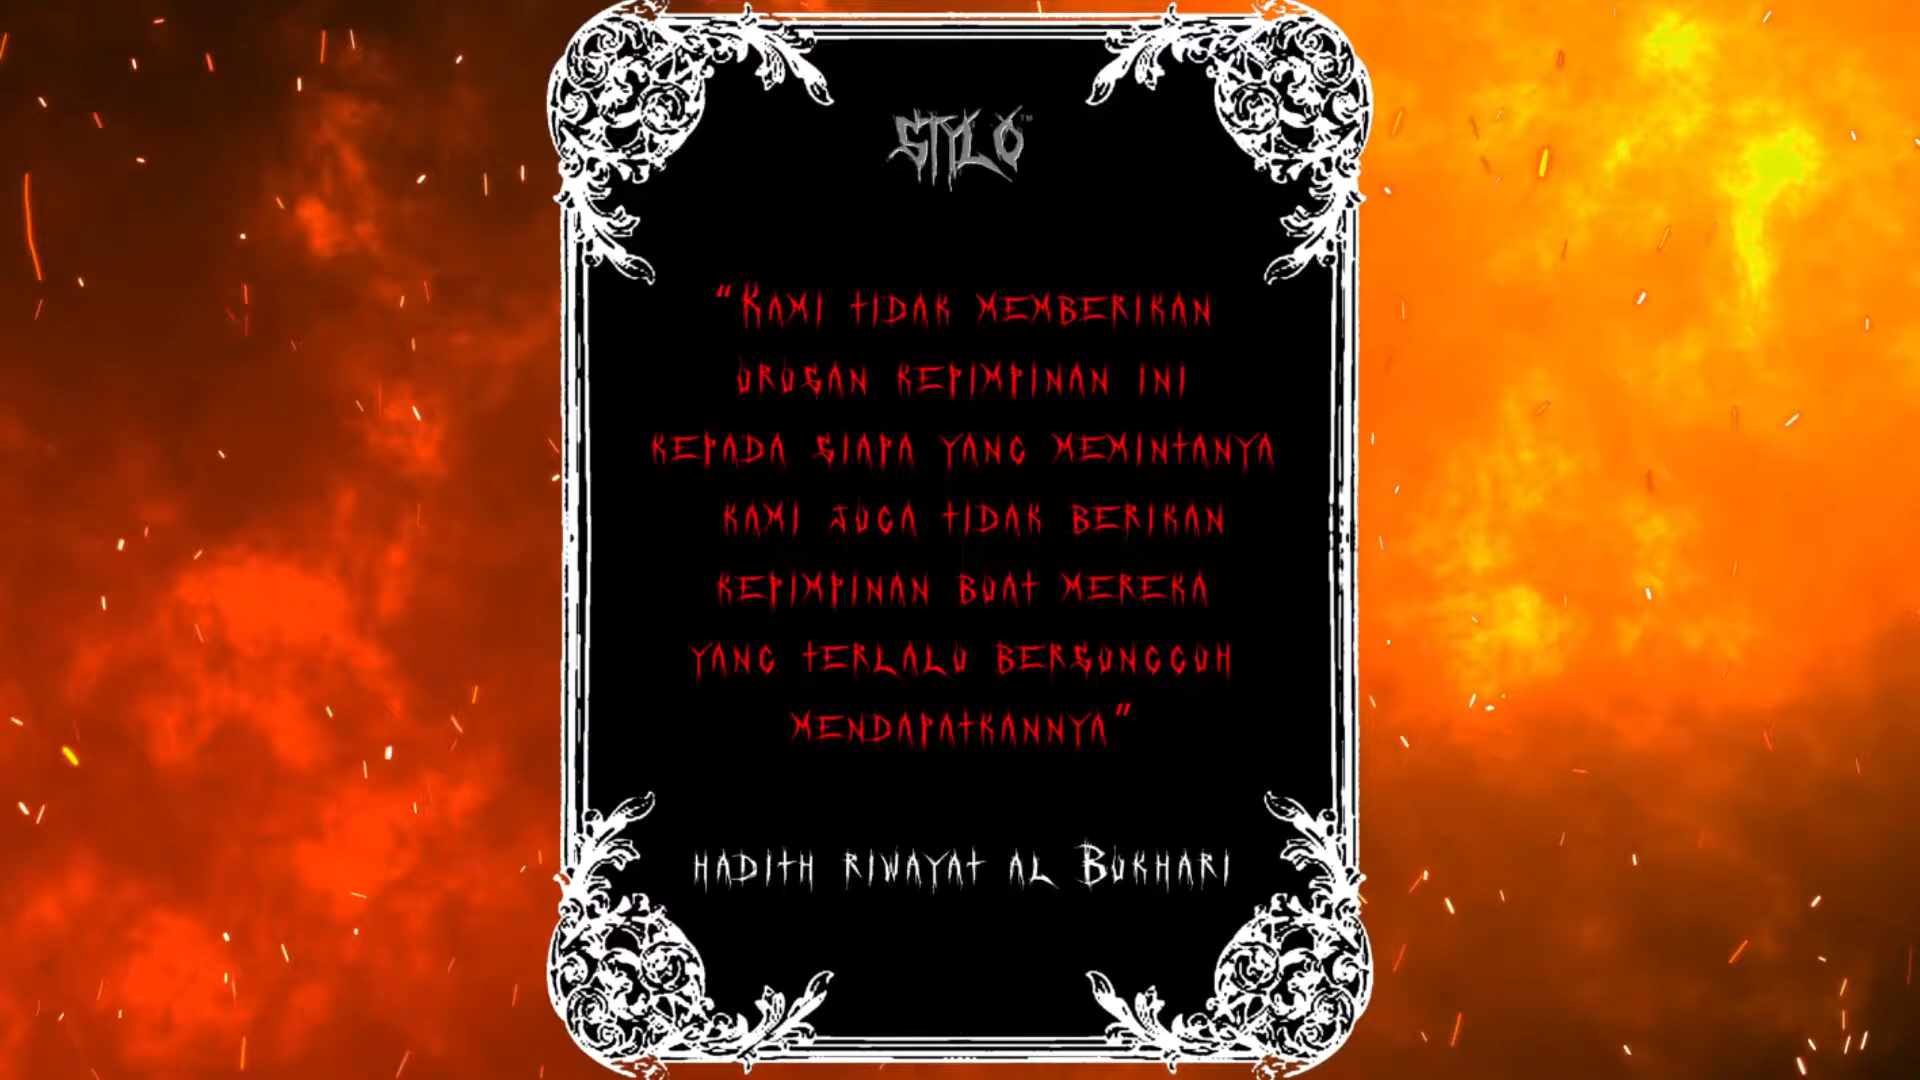 STYLO™
“Kami tidak memberikan
urusan kepimpinan ini
kepada siapa yang memintanya
kami juga tidak berikan
kepimpinan buat mereka
yang terlalu bersungguh
mendapatkannya”
hadith riwayat al Bukhari